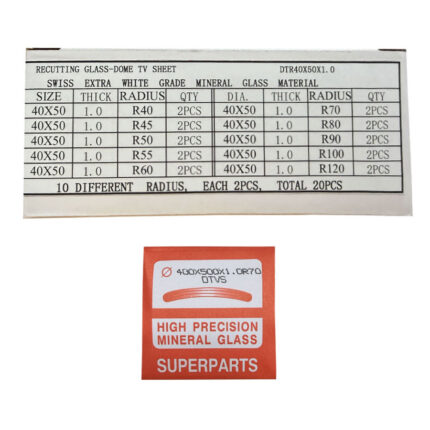 RECUTTING GLASS-DOME TV SHEET DTR40X50X1.0
SWISS EXTRA WHITE GRADE MINERAL GLASS MATERIAL
SIZE THICK RADIUS QTY DIA. THICK RADIUS QTY
40X50 1.0 R40 2PCS 40X50 1.0 R70 2PCS
40X50 1.0 R45 2PCS 40X50 1.0 R80 2PCS
40X50 1.0 R50 2PCS 40X50 1.0 R90 2PCS
40X50 1.0 R55 2PCS 40X50 1.0 R100 2PCS
40X50 1.0 R60 2PCS 40X50 1.0 R120 2PCS
10 DIFFERENT RADIUS, EACH 2PCS, TOTAL 20PCS
Ø 400X500X1.0R70
DTVS
HIGH PRECISION
MINERAL GLASS
SUPERPARTS